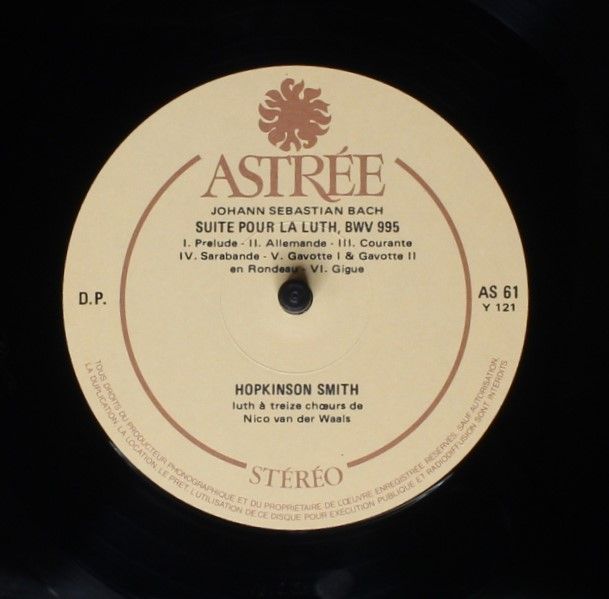 ASTRÉE
JOHANN SEBASTIAN BACH
SUITE POUR LA LUTH, BWV 995
I. Prelude - II. Allemande - III. Courante
IV. Sarabande - V. Gavotte I & Gavotte II
en Rondeau - VI. Gigue
D.P.
AS 61
Y 121
HOPKINSON SMITH
luth à treize chœurs de
Nico van der Waals
STÉRÉO
TOUS DROITS DU PRODUCTEUR PHONOGRAPHIQUE ET DU PROPRIÉTAIRE DE L'ŒUVRE ENREGISTRÉE RÉSERVÉS, SAUF AUTORISATION,
LA DUPLICATION, LA LOCATION, LE PRÊT, L'UTILISATION DE CE DISQUE POUR EXÉCUTION PUBLIQUE ET RADIODIFFUSION SONT INTERDITS